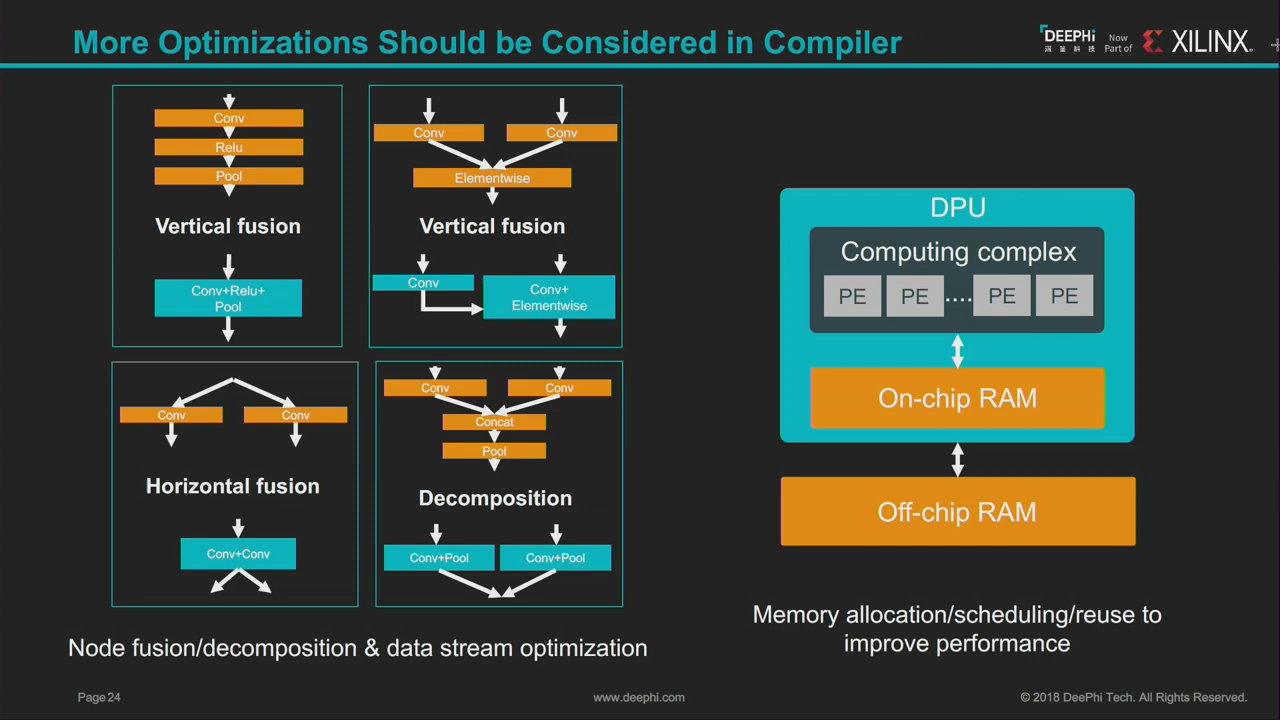 More Optimizations Should be Considered in Compiler
DEEPHi
深鉴科技
Now
Part of
XILINX
Conv
Relu
Pool
Vertical fusion
Conv+Relu+
Pool
Conv
Conv
Elementwise
Vertical fusion
Conv
Conv+
Elementwise
Conv
Conv
Horizontal fusion
Conv+Conv
Conv
Conv
Concat
Pool
Decomposition
Conv+Pool
Conv+Pool
Node fusion/decomposition & data stream optimization
DPU
Computing complex
PE
PE
....
PE
PE
On-chip RAM
Off-chip RAM
Memory allocation/scheduling/reuse to
improve performance
Page 24
www.deephi.com
© 2018 DeePhi Tech. All Rights Reserved.